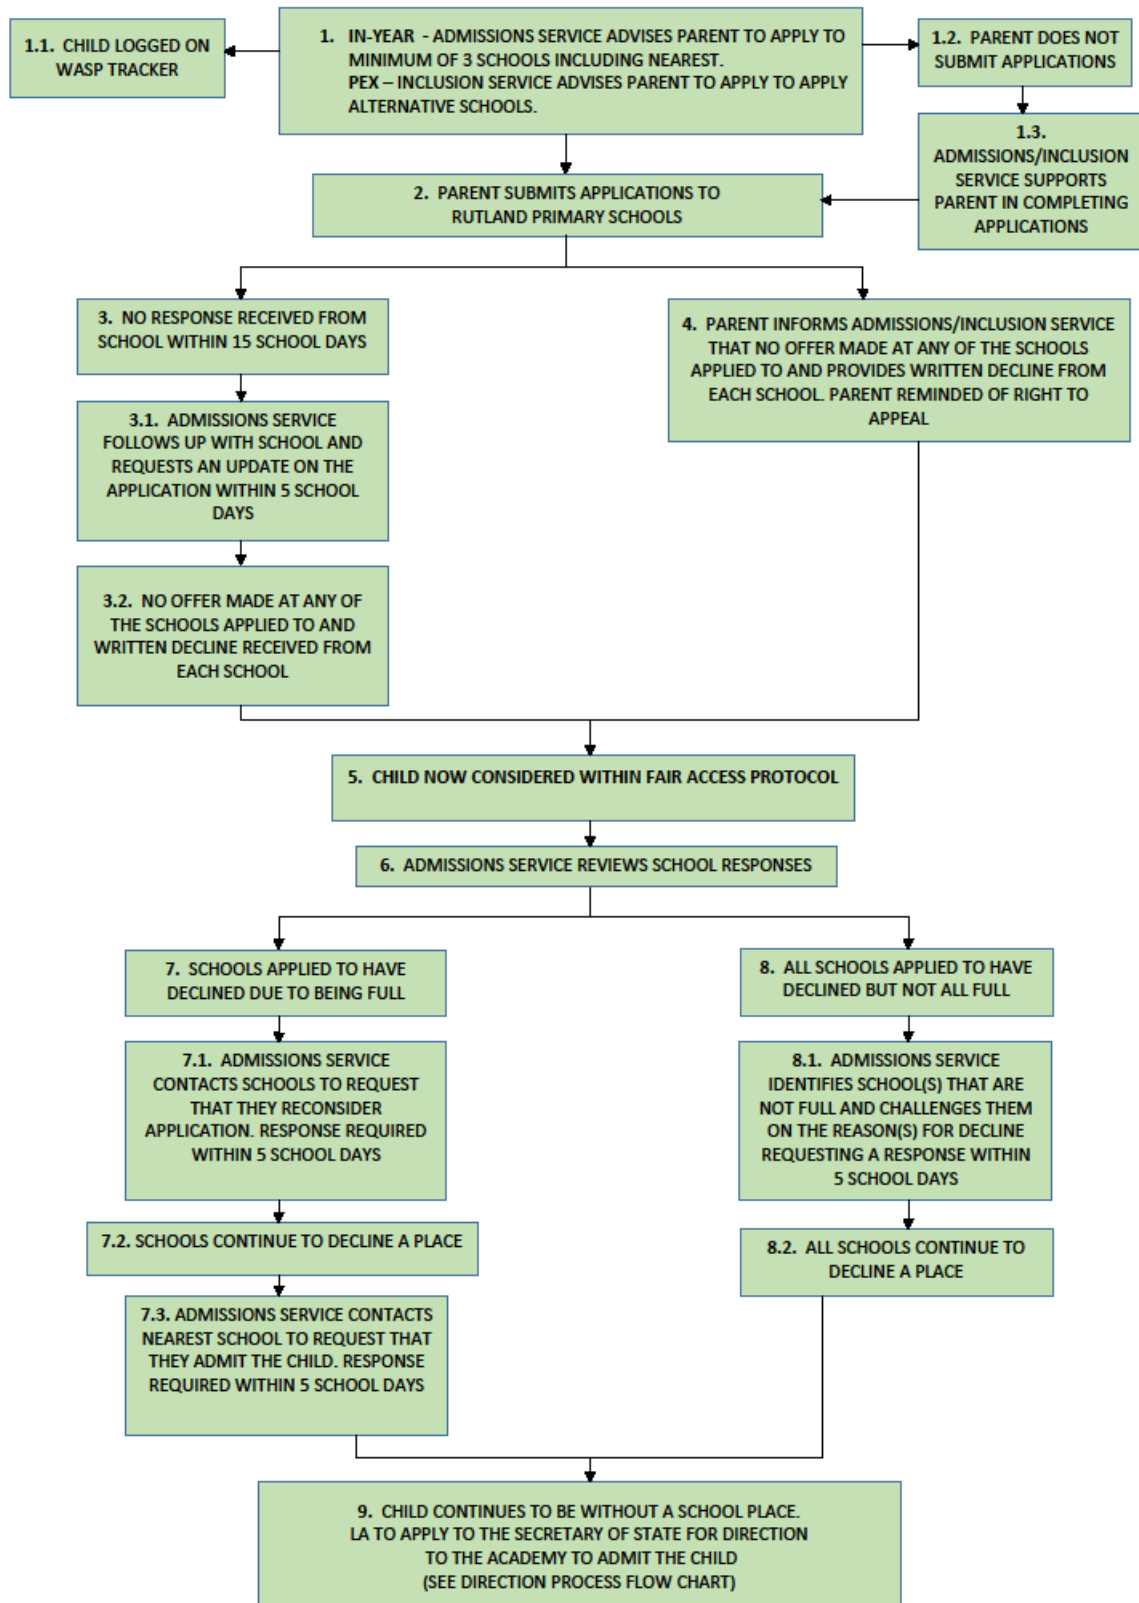 1.1. CHILD LOGGED ON
WASP TRACKER
1. IN-YEAR - ADMISSIONS SERVICE ADVISES PARENT TO APPLY TO
MINIMUM OF 3 SCHOOLS INCLUDING NEAREST.
PEX – INCLUSION SERVICE ADVISES PARENT TO APPLY TO APPLY
ALTERNATIVE SCHOOLS.
1.2. PARENT DOES NOT
SUBMIT APPLICATIONS
1.3.
ADMISSIONS/INCLUSION
SERVICE SUPPORTS
PARENT IN COMPLETING
APPLICATIONS
2. PARENT SUBMITS APPLICATIONS TO
RUTLAND PRIMARY SCHOOLS
3. NO RESPONSE RECEIVED FROM
SCHOOL WITHIN 15 SCHOOL DAYS
3.1. ADMISSIONS SERVICE
FOLLOWS UP WITH SCHOOL AND
REQUESTS AN UPDATE ON THE
APPLICATION WITHIN 5 SCHOOL
DAYS
3.2. NO OFFER MADE AT ANY OF
THE SCHOOLS APPLIED TO AND
WRITTEN DECLINE RECEIVED FROM
EACH SCHOOL
4. PARENT INFORMS ADMISSIONS/INCLUSION SERVICE
THAT NO OFFER MADE AT ANY OF THE SCHOOLS
APPLIED TO AND PROVIDES WRITTEN DECLINE FROM
EACH SCHOOL. PARENT REMINDED OF RIGHT TO
APPEAL
5. CHILD NOW CONSIDERED WITHIN FAIR ACCESS PROTOCOL
6. ADMISSIONS SERVICE REVIEWS SCHOOL RESPONSES
7. SCHOOLS APPLIED TO HAVE
DECLINED DUE TO BEING FULL
7.1. ADMISSIONS SERVICE
CONTACTS SCHOOLS TO REQUEST
THAT THEY RECONSIDER
APPLICATION. RESPONSE REQUIRED
WITHIN 5 SCHOOL DAYS
7.2. SCHOOLS CONTINUE TO DECLINE A PLACE
7.3. ADMISSIONS SERVICE CONTACTS
NEAREST SCHOOL TO REQUEST THAT
THEY ADMIT THE CHILD. RESPONSE
REQUIRED WITHIN 5 SCHOOL DAYS
8. ALL SCHOOLS APPLIED TO HAVE
DECLINED BUT NOT ALL FULL
8.1. ADMISSIONS SERVICE
IDENTIFIES SCHOOL(S) THAT ARE
NOT FULL AND CHALLENGES THEM
ON THE REASON(S) FOR DECLINE
REQUESTING A RESPONSE WITHIN
5 SCHOOL DAYS
8.2. ALL SCHOOLS CONTINUE TO
DECLINE A PLACE
9. CHILD CONTINUES TO BE WITHOUT A SCHOOL PLACE.
LA TO APPLY TO THE SECRETARY OF STATE FOR DIRECTION
TO THE ACADEMY TO ADMIT THE CHILD
(SEE DIRECTION PROCESS FLOW CHART)